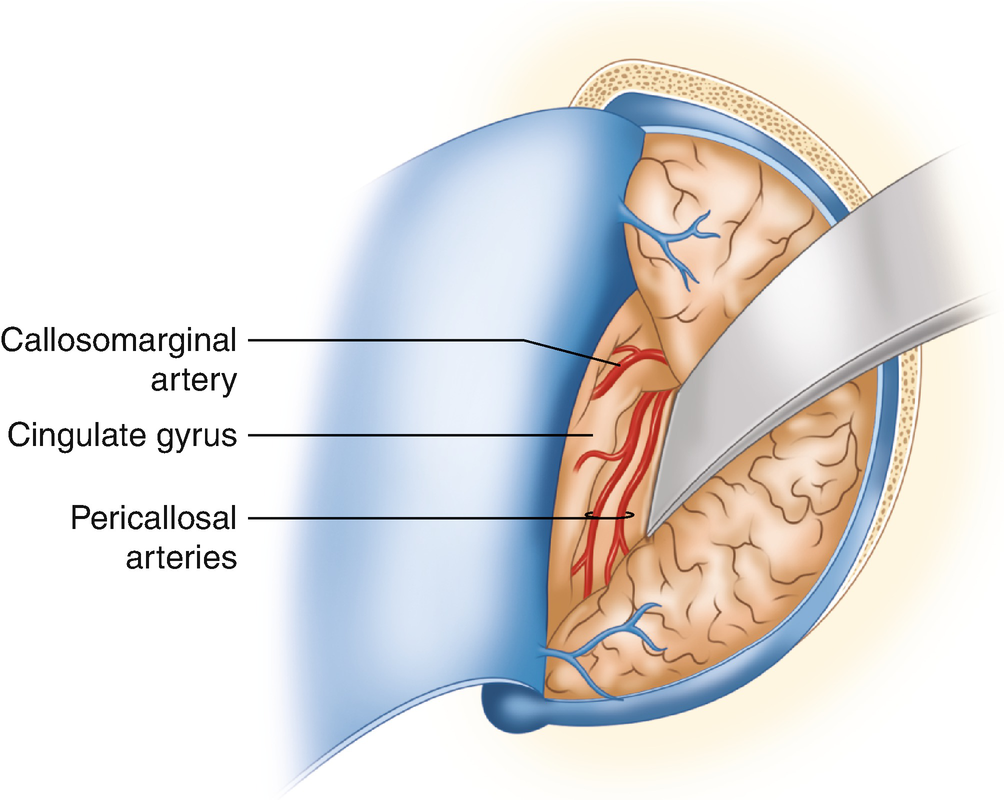 Callosomarginal
artery
Cingulate gyrus
Pericallosal
arteries